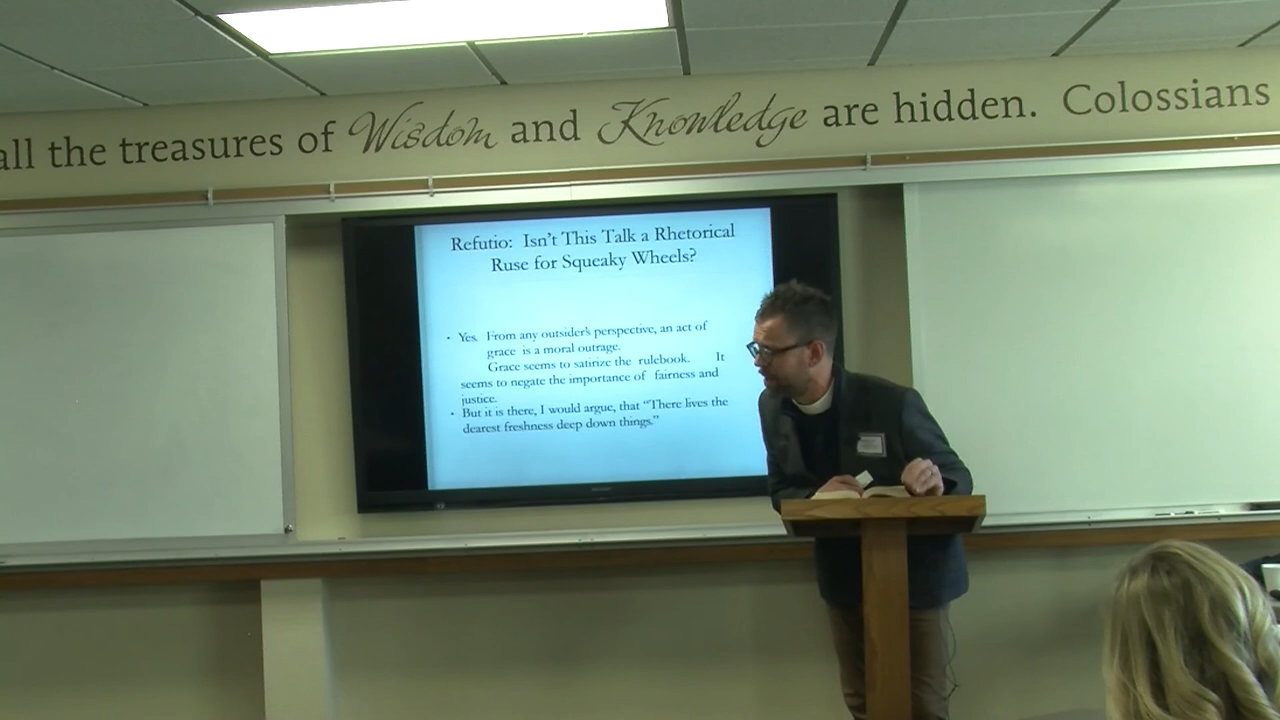 all the treasures of Wisdom and Knowledge are hidden. Colossians
Refutio: Isn't This Talk a Rhetorical
Ruse for Squeaky Wheels?
• Yes. From any outsider's perspective, an act of
grace is a moral outrage.
Grace seems to satirize the rulebook. It
seems to negate the importance of fairness and
justice.
• But it is there, I would argue, that "There lives the
dearest freshness deep down things."